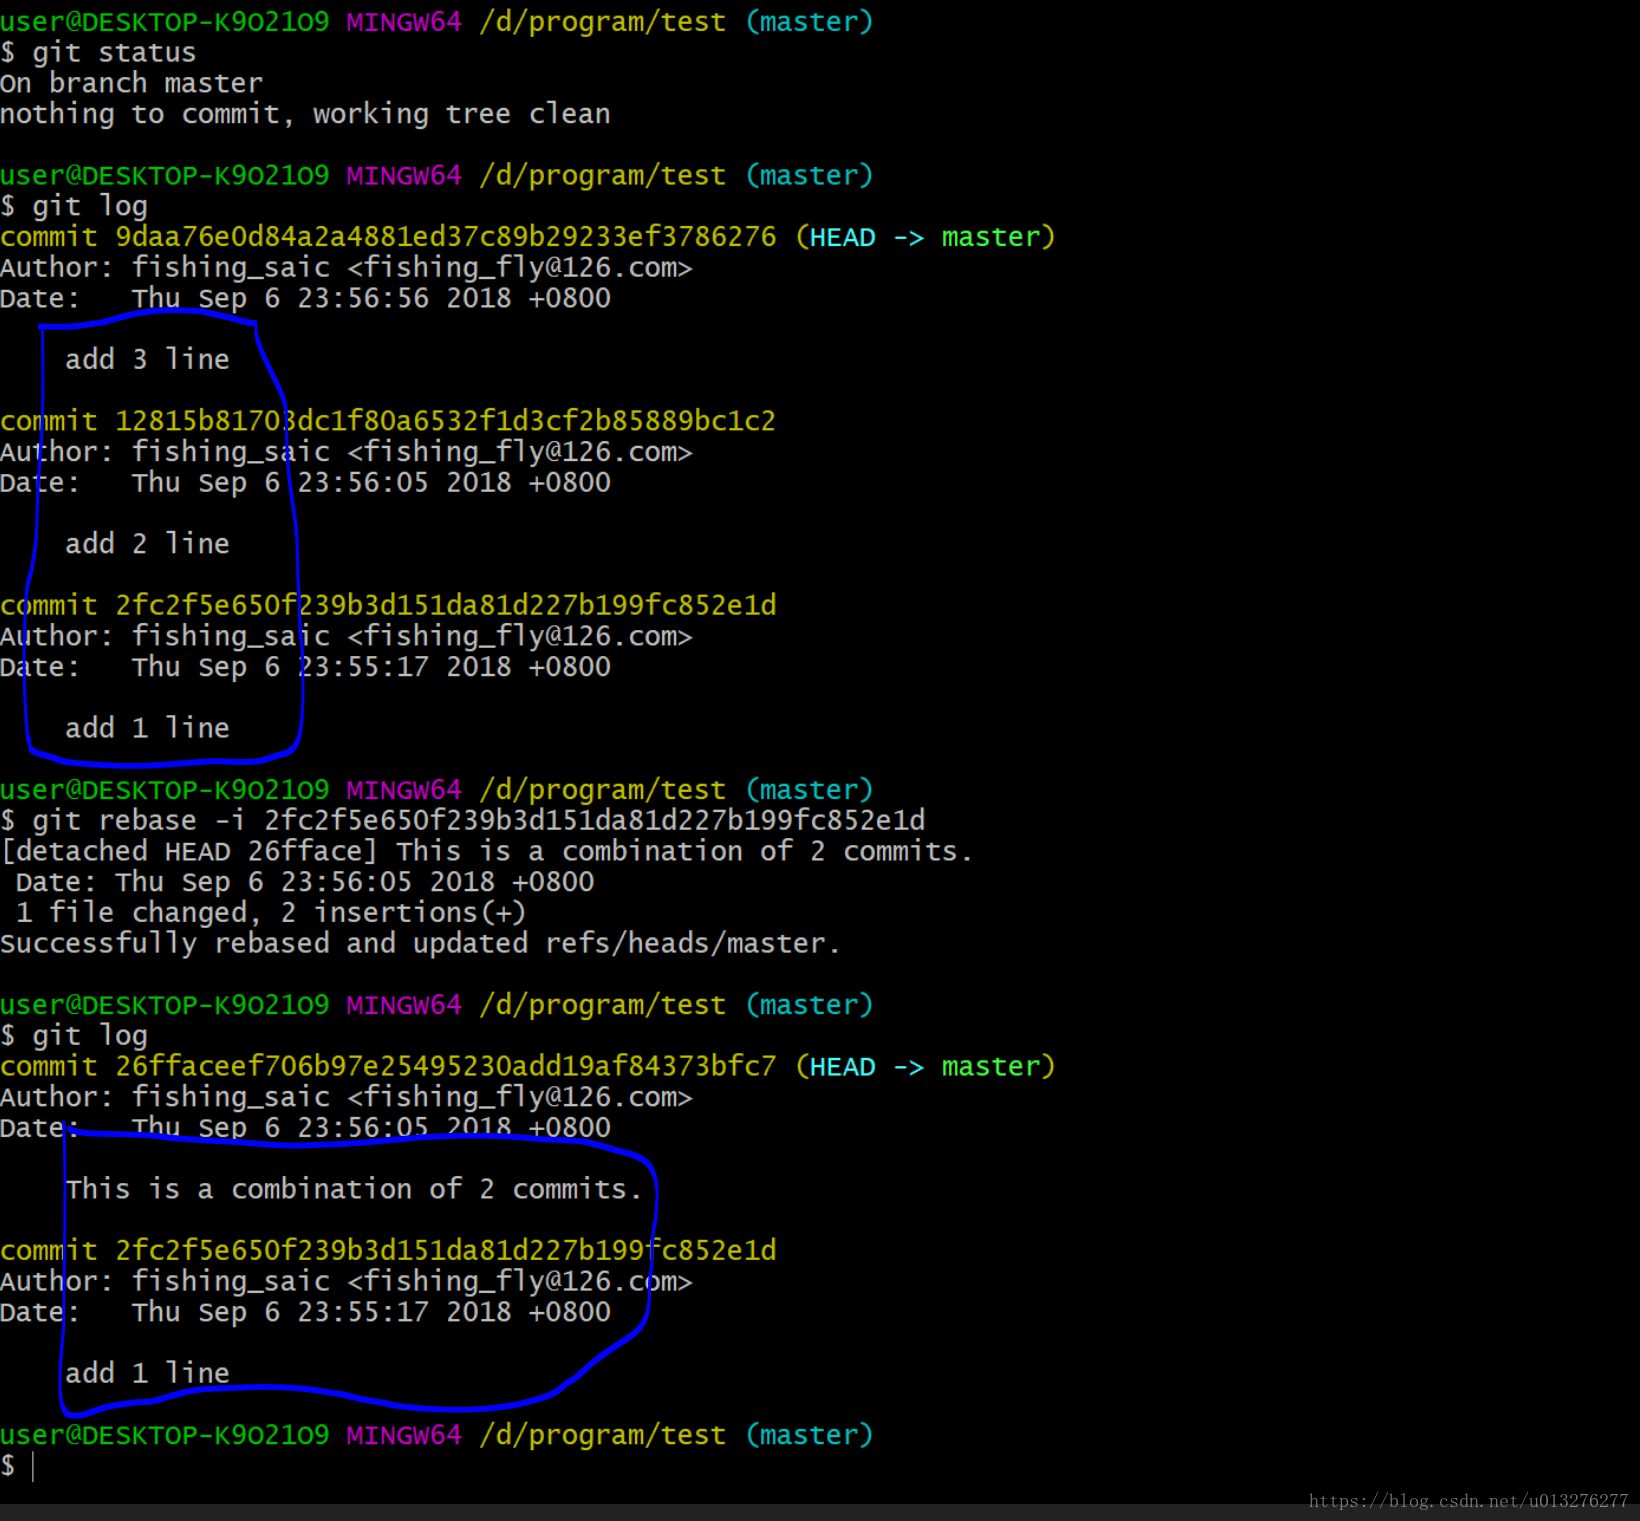 user@DESKTOP-K9O21O9 MINGW64 /d/program/test (master)
$ git status
On branch master
nothing to commit, working tree clean
user@DESKTOP-K9O21O9 MINGW64 /d/program/test (master)
$ git log
commit 9daa76e0d84a2a4881ed37c89b29233ef3786276 (HEAD -> master)
Author: fishing_saic <fishing_fly@126.com>
Date:   Thu Sep 6 23:56:56 2018 +0800
    add 3 line
commit 12815b81703dc1f80a6532f1d3cf2b85889bc1c2
Author: fishing_saic <fishing_fly@126.com>
Date:   Thu Sep 6 23:56:05 2018 +0800
    add 2 line
commit 2fc2f5e650f239b3d151da81d227b199fc852e1d
Author: fishing_saic <fishing_fly@126.com>
Date:   Thu Sep 6 23:55:17 2018 +0800
    add 1 line
user@DESKTOP-K9O21O9 MINGW64 /d/program/test (master)
$ git rebase -i 2fc2f5e650f239b3d151da81d227b199fc852e1d
[detached HEAD 26fface] This is a combination of 2 commits.
 Date: Thu Sep 6 23:56:05 2018 +0800
 1 file changed, 2 insertions(+)
Successfully rebased and updated refs/heads/master.
user@DESKTOP-K9O21O9 MINGW64 /d/program/test (master)
$ git log
commit 26ffaceef706b97e25495230add19af84373bfc7 (HEAD -> master)
Author: fishing_saic <fishing_fly@126.com>
Date:   Thu Sep 6 23:56:05 2018 +0800
    This is a combination of 2 commits.
commit 2fc2f5e650f239b3d151da81d227b199fc852e1d
Author: fishing_saic <fishing_fly@126.com>
Date:   Thu Sep 6 23:55:17 2018 +0800
    add 1 line
user@DESKTOP-K9O21O9 MINGW64 /d/program/test (master)
$
https://blog.csdn.net/u013276277